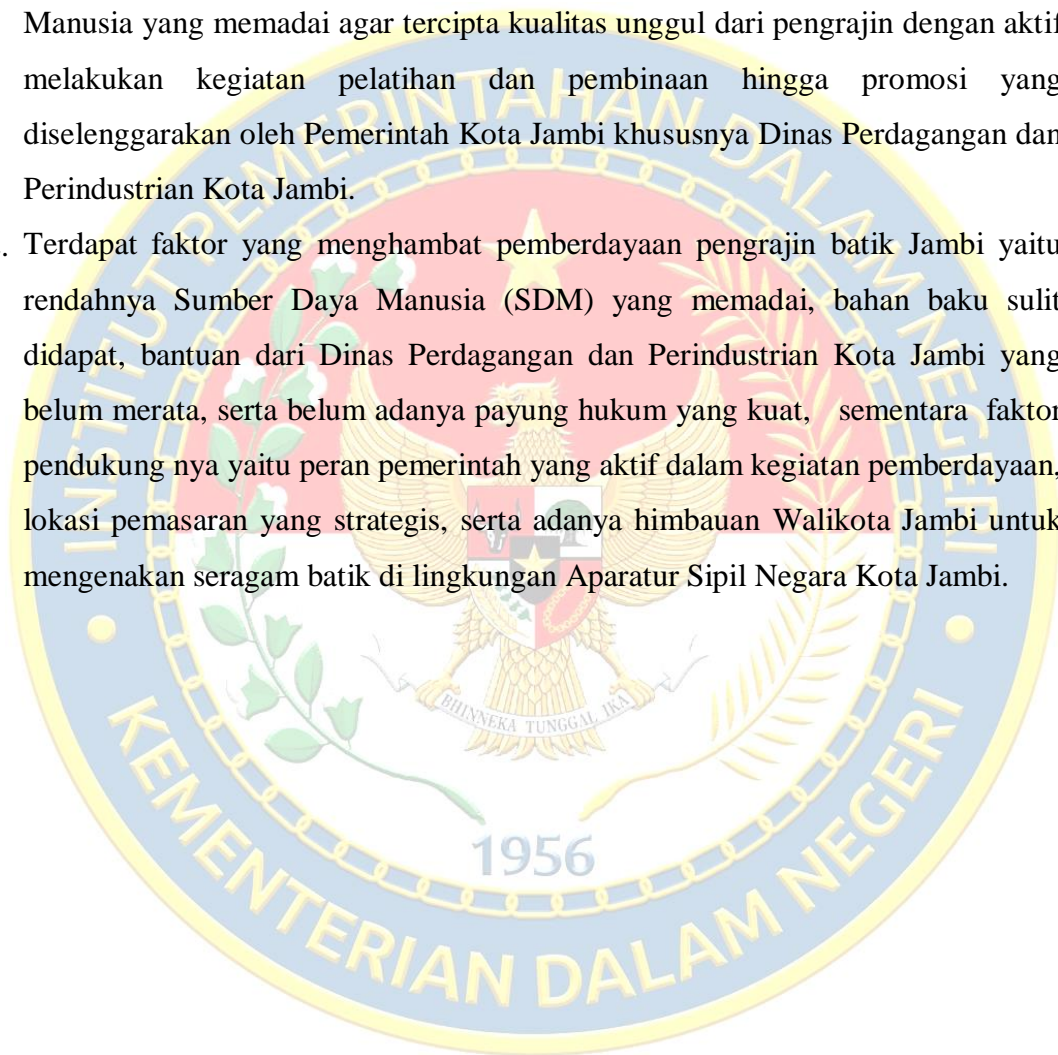 Manusia yang memadai agar tercipta kualitas unggul dari pengrajin dengan aktif
melakukan kegiatan pelatihan dan pembinaan hingga promosi yang
diselenggarakan oleh Pemerintah Kota Jambi khususnya Dinas Perdagangan dan
Perindustrian Kota Jambi.
. Terdapat faktor yang menghambat pemberdayaan pengrajin batik Jambi yaitu
rendahnya Sumber Daya Manusia (SDM) yang memadai, bahan baku sulit
didapat, bantuan dari Dinas Perdagangan dan Perindustrian Kota Jambi yang
belum merata, serta belum adanya payung hukum yang kuat, sementara faktor
pendukung nya yaitu peran pemerintah yang aktif dalam kegiatan pemberdayaan,
lokasi pemasaran yang strategis, serta adanya himbauan Walikota Jambi untuk
mengenakan seragam batik di lingkungan Aparatur Sipil Negara Kota Jambi.
INSTITUT PEMERINTAHAN DALAM NEGERI
BHINNEKA TUNGGAL IKA
1956
KEMENTERIAN DALAM NEGERI